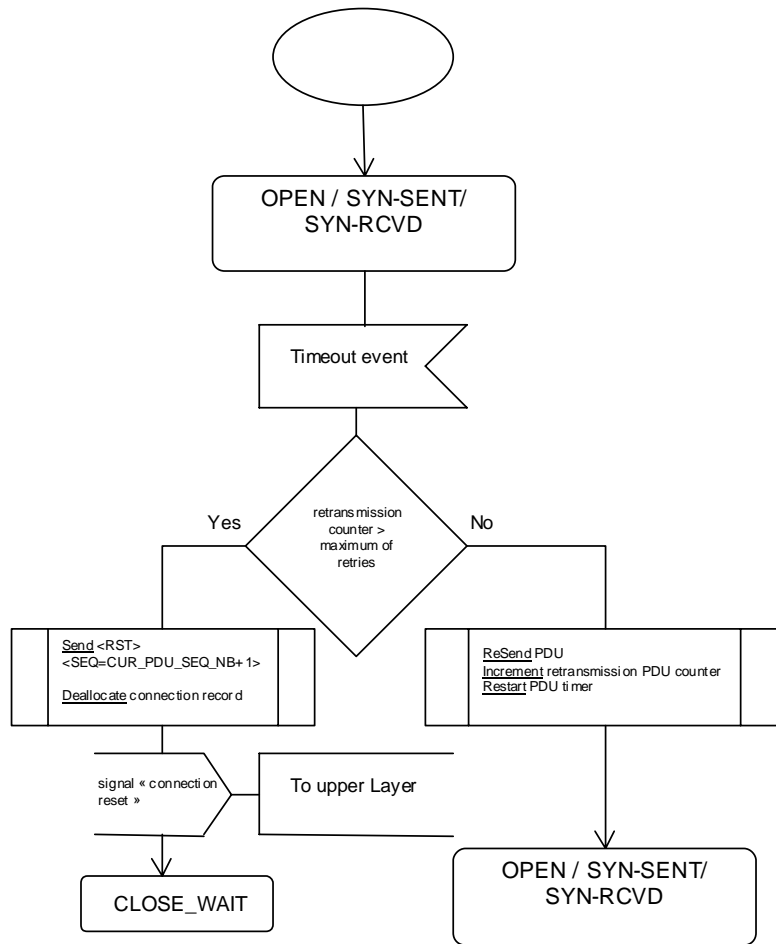 OPEN / SYN-SENT/
SYN-RCVD
Timeout event
retransmission
counter >
maximum of
retries
Yes
No
Send <RST>
<SEQ=CUR_PDU_SEQ_NB+1>
Deallocate connection record
ReSend PDU
Increment retransmission PDU counter
Restart PDU timer
signal « connection
reset »
To upper Layer
CLOSE_WAIT
OPEN / SYN-SENT/
SYN-RCVD